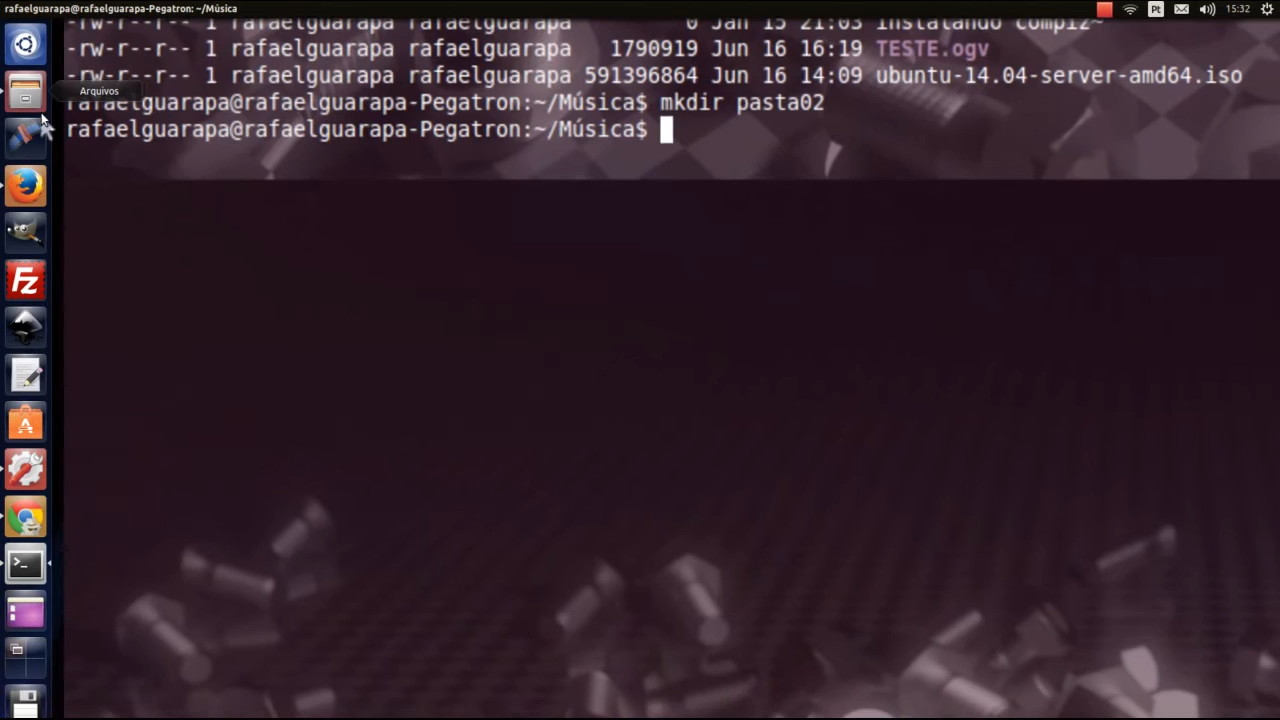 rafaelguarapa@rafaelguarapa-Pegatron: ~/Música
Pt
15:32
-rw-r--r-- 1 rafaelguarapa rafaelguarapa 0 Jan 15 21:03 instalando compiz~
-rw-r--r-- 1 rafaelguarapa rafaelguarapa 1790919 Jun 16 16:19 TESTE.ogv
-rw-r--r-- 1 rafaelguarapa rafaelguarapa 591396864 Jun 16 14:09 ubuntu-14.04-server-amd64.iso
Arquivos
rafaelguarapa@rafaelguarapa-Pegatron:~/Música$ mkdir pasta02
rafaelguarapa@rafaelguarapa-Pegatron:~/Música$
Fz